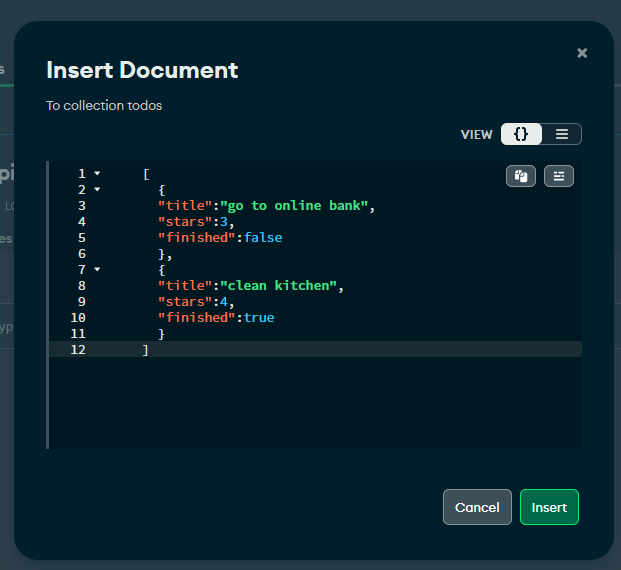 Insert Document
To collection todos
VIEW {}
1 [
2 {
3 "title":"go to online bank",
4 "stars":3,
5 "finished":false
6 },
7 {
8 "title":"clean kitchen",
9 "stars":4,
10 "finished":true
11 }
12 ]
Cancel Insert